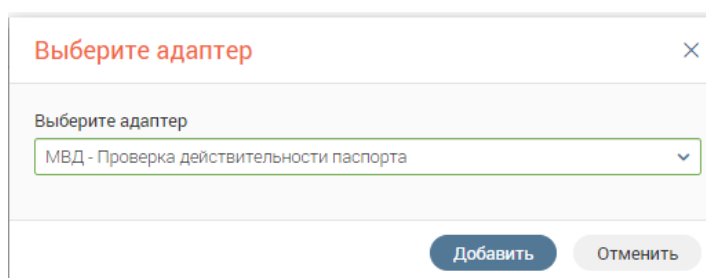 Выберите адаптер
Выберите адаптер
МВД - Проверка действительности паспорта
Добавить Отменить